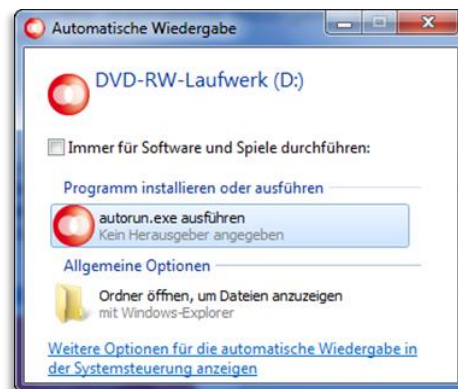 Automatische Wiedergabe
DVD-RW-Laufwerk (D:)
Immer für Software und Spiele durchführen:
Programm installieren oder ausführen
autorun.exe ausführen
Kein Herausgeber angegeben
Allgemeine Optionen
Ordner öffnen, um Dateien anzuzeigen
mit Windows-Explorer
Weitere Optionen für die automatische Wiedergabe in
der Systemsteuerung anzeigen